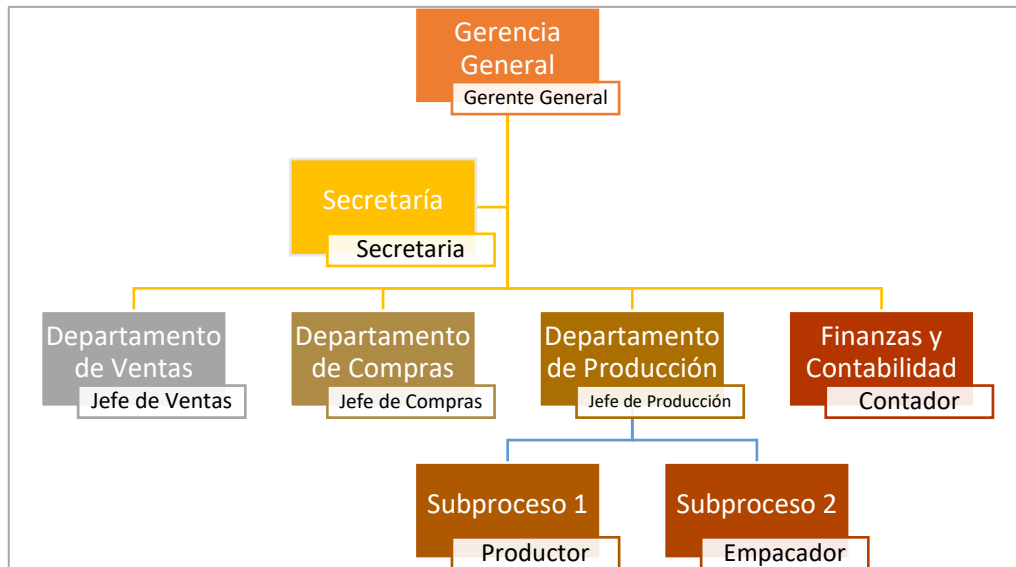 Gerencia
General
Gerente General
Secretaría
Secretaria
Departamento
de Ventas
Jefe de Ventas
Departamento
de Compras
Jefe de Compras
Departamento
de Producción
Jefe de Producción
Finanzas y
Contabilidad
Contador
Subproceso 1
Productor
Subproceso 2
Empacador